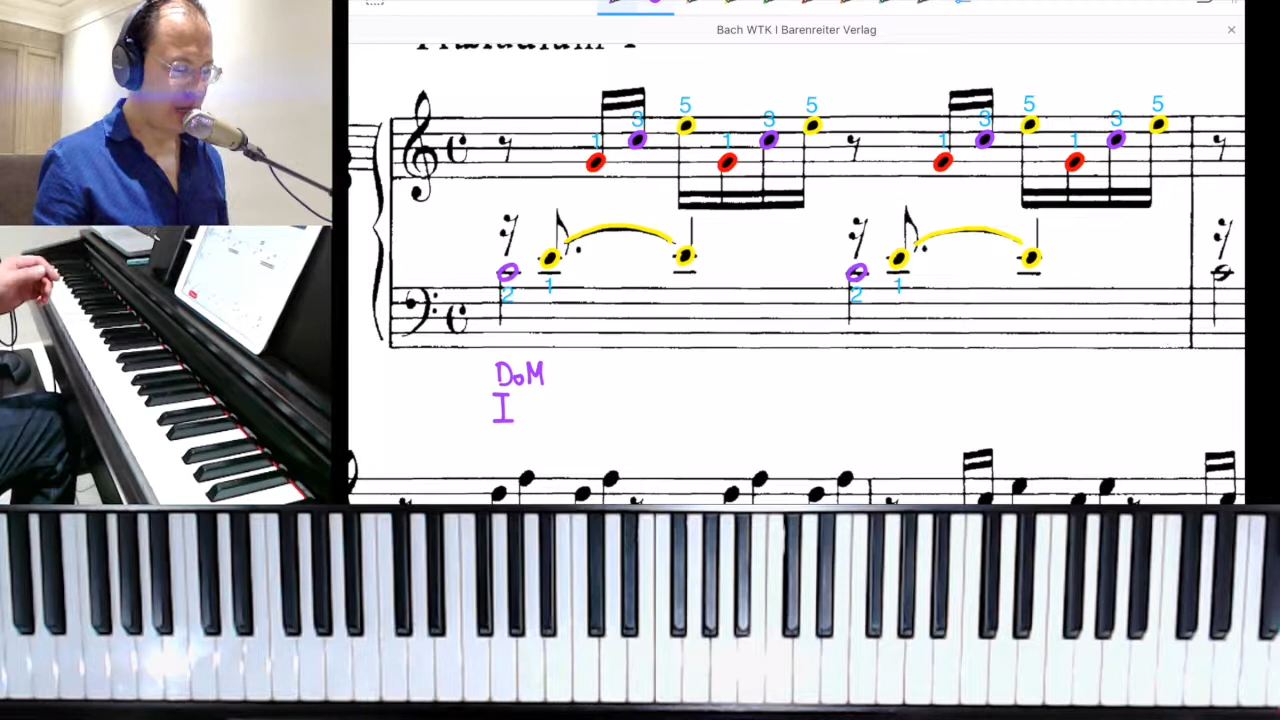 Bach WTK I Barenreiter Verlag
5 5 5 5
1 3 1 3 1 3 1 3
2 1 2 1
DoM
I